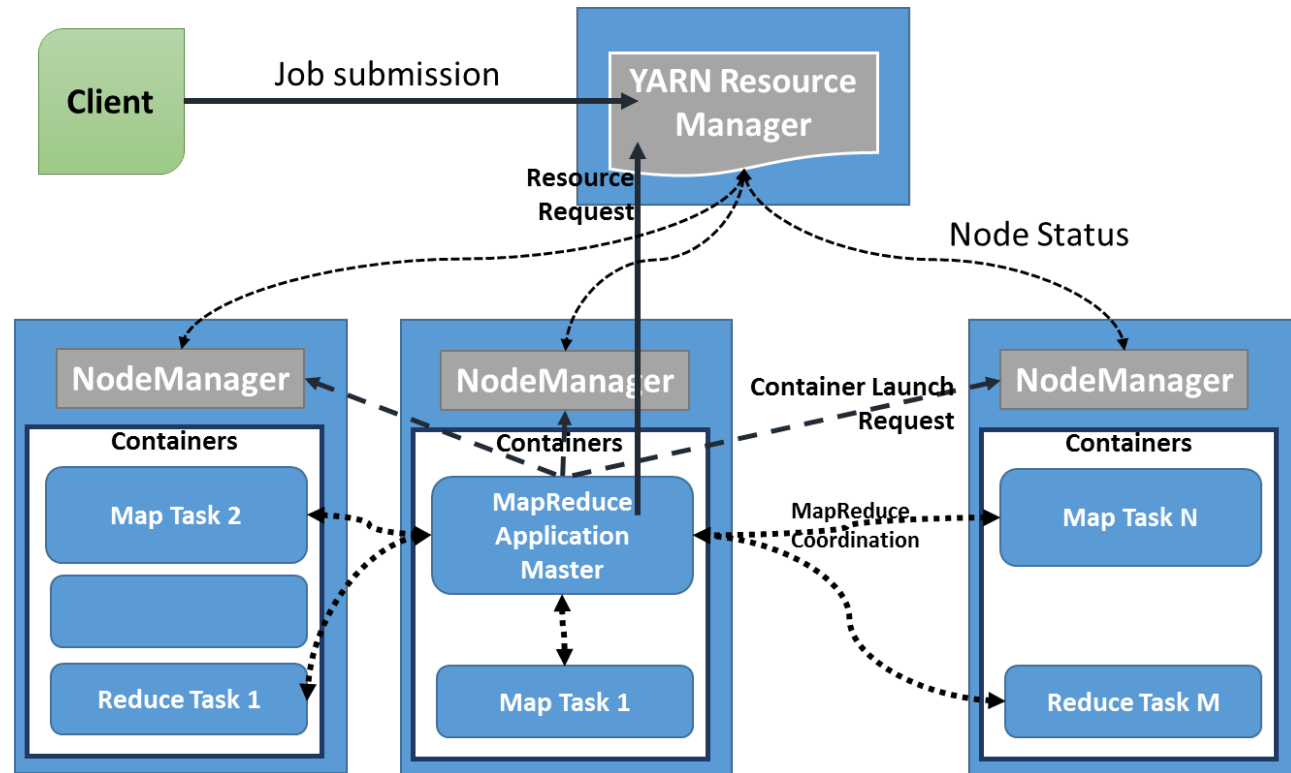 Client
Job submission
YARN Resource
Manager
Resource
Request
Node Status
NodeManager
NodeManager
NodeManager
Container Launch
Request
Containers
Containers
Containers
Map Task 2
Reduce Task 1
MapReduce
Application
Master
Map Task 1
MapReduce
Coordination
Map Task N
Reduce Task M